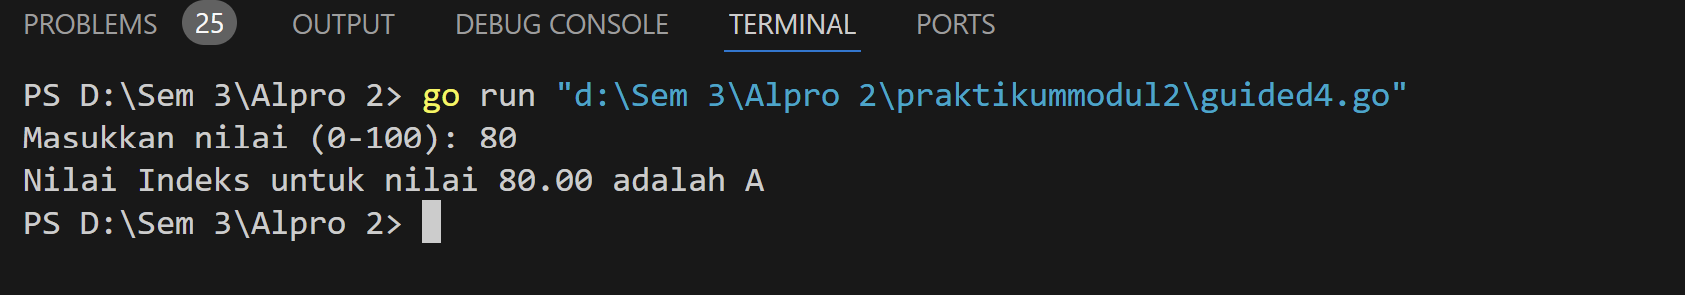 PROBLEMS 25 OUTPUT DEBUG CONSOLE TERMINAL PORTS
PS D:\Sem 3\Alpro 2> go run "d:\Sem 3\Alpro 2\praktikummodul2\guided4.go"
Masukkan nilai (0-100): 80
Nilai Indeks untuk nilai 80.00 adalah A
PS D:\Sem 3\Alpro 2>